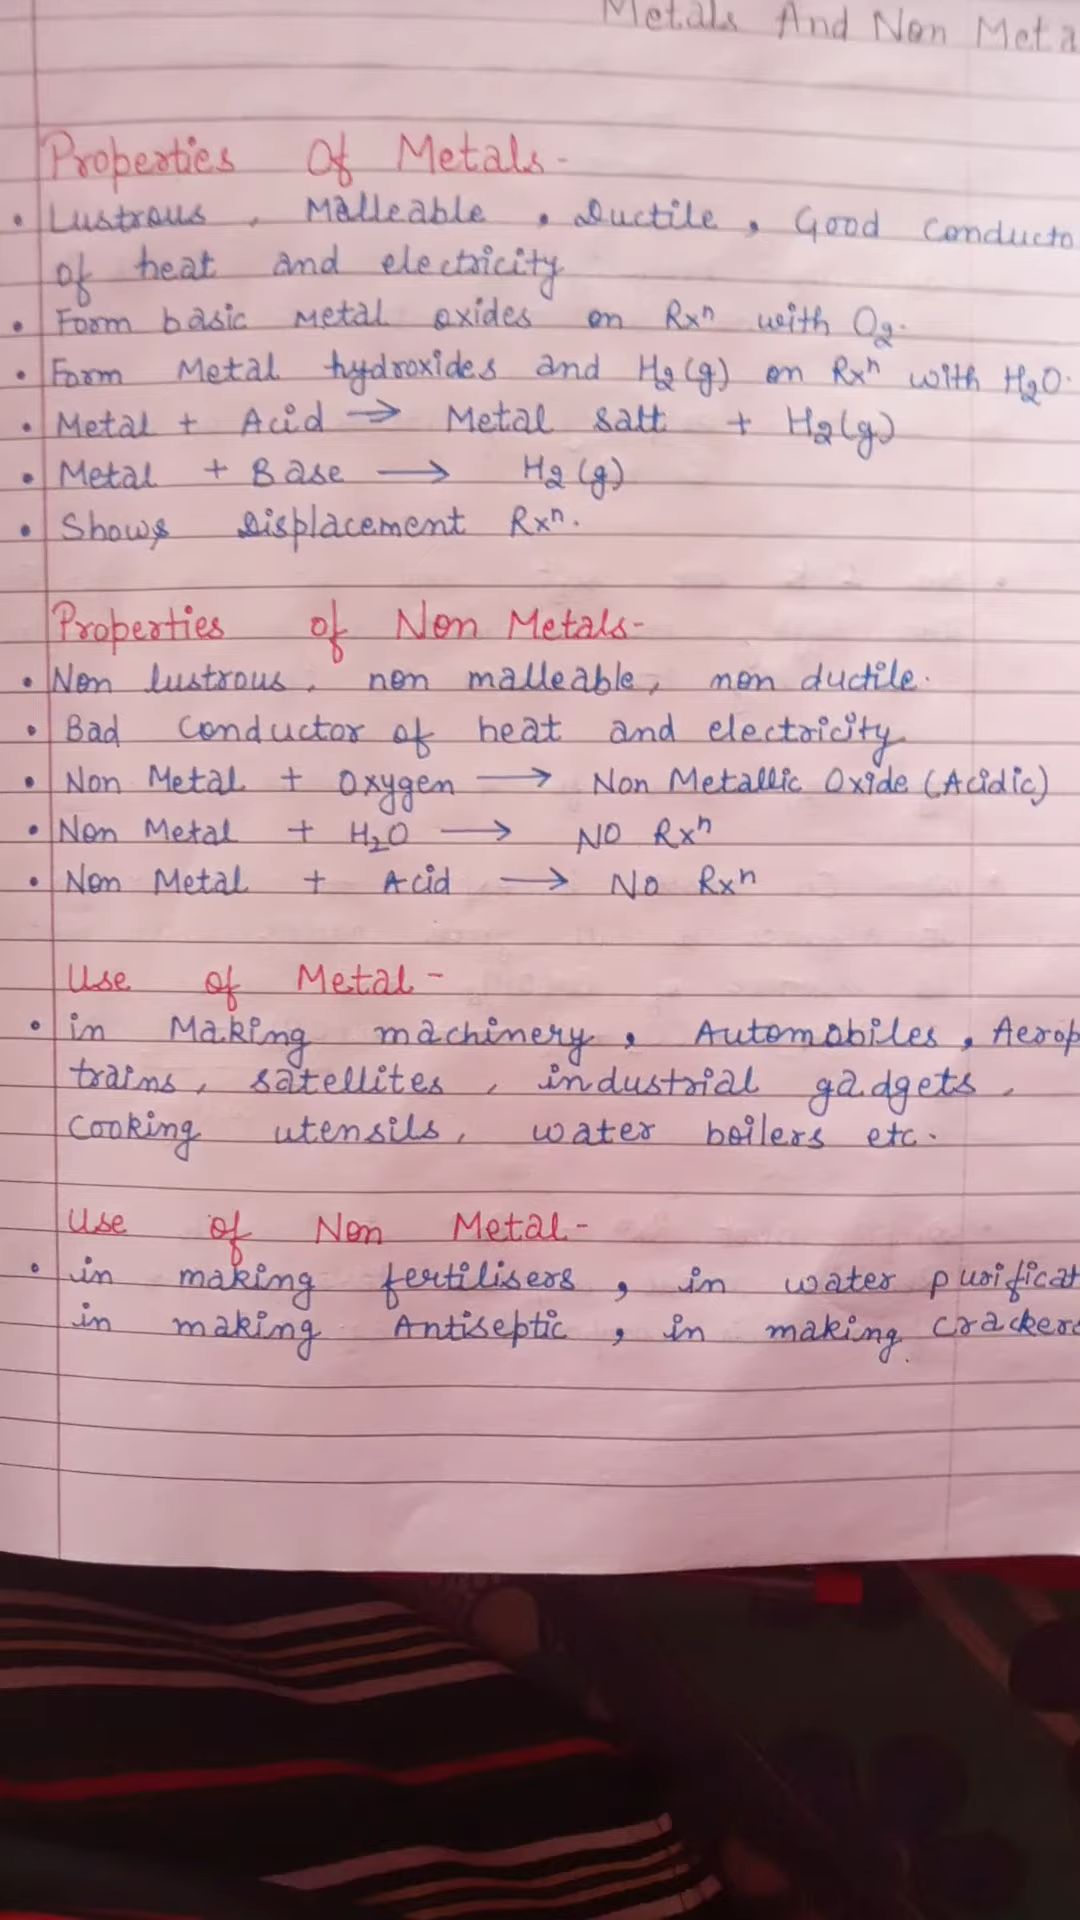 Metals And Non Meta
Properties Of Metals-
• Lustrous, Malleable, Ductile, Good Conducto
of heat and electricity
• Form basic Metal oxides on Rxⁿ with O₂.
• Form Metal hydroxides and H₂(g) on Rxⁿ with H₂O.
• Metal + Acid → Metal salt + H₂(g)
• Metal + Base → H₂(g)
• Shows Displacement Rxⁿ.
Properties of Non Metals-
• Non lustrous, non malleable, non ductile.
• Bad Conductor of heat and electricity
• Non Metal + Oxygen → Non Metallic Oxide (Acidic)
• Non Metal + H₂O → NO Rxⁿ
• Non Metal + Acid → No Rxⁿ
Use of Metal-
• in Making machinery, Automobiles, Aerop
trains, satellites, industrial gadgets,
Cooking utensils, water boilers etc.
Use of Non Metal-
• in making fertilisers, in water purificat
in making Antiseptic, in making crackers